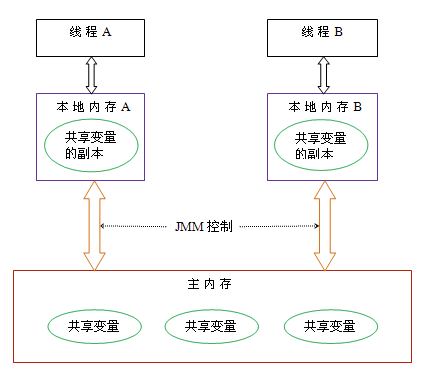 线程 A
线程 B
本地内存 A
本地内存 B
共享变量
的副本
共享变量
的副本
JMM 控制
主内存
共享变量
共享变量
共享变量